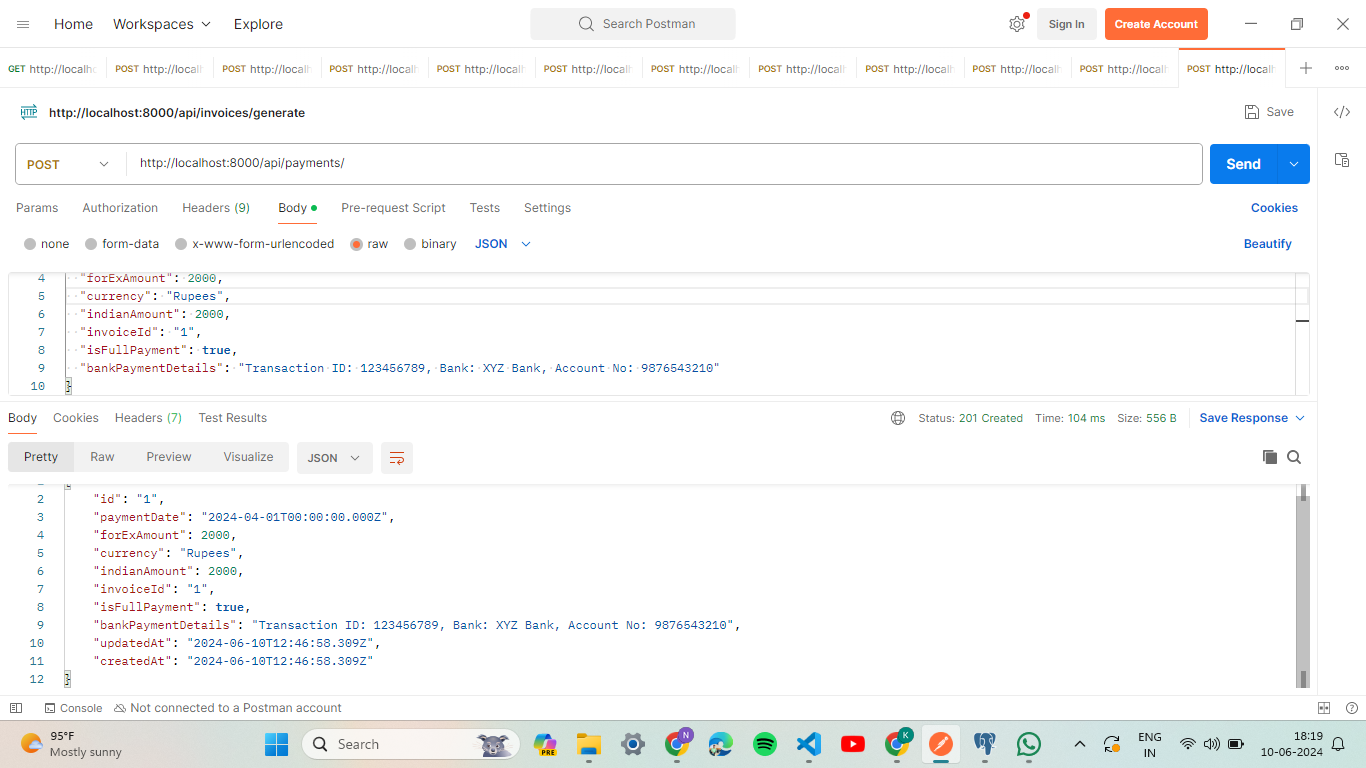 Home Workspaces Explore Search Postman Sign In Create Account
GET http://localhc POST http://localh POST http://localh POST http://localh POST http://localh POST http://localh POST http://localh POST http://localh POST http://localh POST http://localh POST http://localh POST http://localh
HTTP http://localhost:8000/api/invoices/generate Save
POST http://localhost:8000/api/payments/ Send
Params Authorization Headers (9) Body Pre-request Script Tests Settings Cookies
none form-data x-www-form-urlencoded raw binary JSON Beautify
4 "forExAmount": 2000,
5 "currency": "Rupees",
6 "indianAmount": 2000,
7 "invoiceId": "1",
8 "isFullPayment": true,
9 "bankPaymentDetails": "Transaction ID: 123456789, Bank: XYZ Bank, Account No: 9876543210"
10 }
Body Cookies Headers (7) Test Results Status: 201 Created Time: 104 ms Size: 556 B Save Response
Pretty Raw Preview Visualize JSON
2 "id": "1",
3 "paymentDate": "2024-04-01T00:00:00.000Z",
4 "forExAmount": 2000,
5 "currency": "Rupees",
6 "indianAmount": 2000,
7 "invoiceId": "1",
8 "isFullPayment": true,
9 "bankPaymentDetails": "Transaction ID: 123456789, Bank: XYZ Bank, Account No: 9876543210",
10 "updatedAt": "2024-06-10T12:46:58.309Z",
11 "createdAt": "2024-06-10T12:46:58.309Z"
12 }
Console Not connected to a Postman account
95°F
Mostly sunny
Search
PRE
N
K
ENG
IN
18:19
10-06-2024